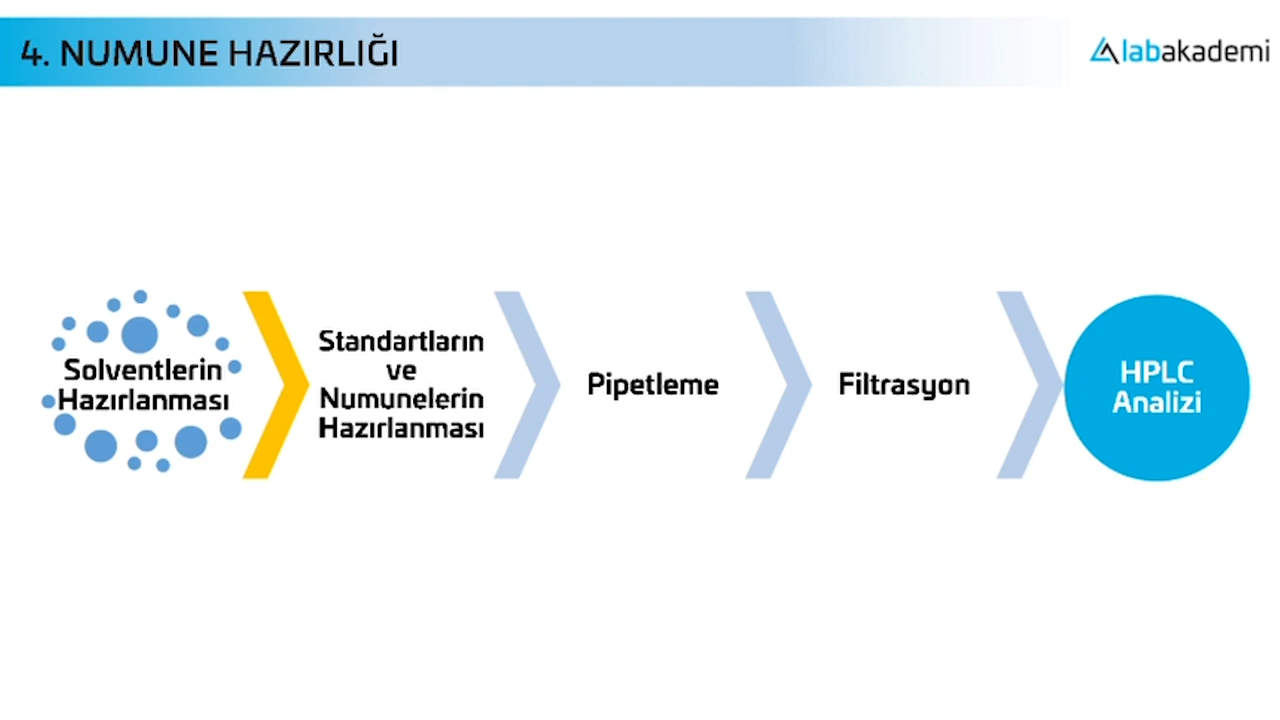 4. NUMUNE HAZIRLIĞI
labakademi
Solventlerin
Hazırlanması
Standartların
ve
Numunelerin
Hazırlanması
Pipetleme
Filtrasyon
HPLC
Analizi